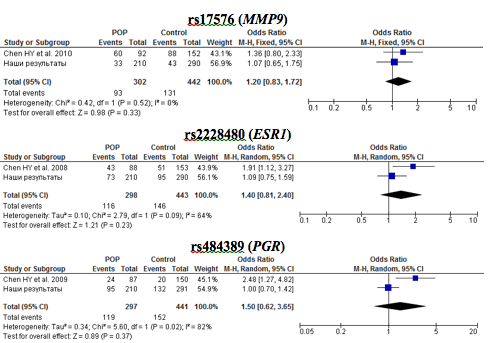 rs17576 (MMP9)
POP Control Odds Ratio Odds Ratio
Study or Subgroup Events Total Events Total Weight M-H, Fixed, 95% CI M-H, Fixed, 95% CI
Chen HY et al. 2010 60 92 88 152 43.1% 1.36 [0.80, 2.33]
Наши результаты 33 210 43 290 56.9% 1.07 [0.65, 1.75]
Total (95% CI) 302 442 100.0% 1.20 [0.83, 1.72]
Total events 93 131
Heterogeneity: Chi² = 0.42, df = 1 (P = 0.52); I² = 0%
Test for overall effect: Z = 0.98 (P = 0.33)
0.1 0.2 0.5 1 2 5 10
rs2228480 (ESR1)
POP Control Odds Ratio Odds Ratio
Study or Subgroup Events Total Events Total Weight M-H, Random, 95% CI M-H, Random, 95% CI
Chen HY et al. 2008 43 88 51 153 43.9% 1.91 [1.12, 3.27]
Наши результаты 73 210 95 290 56.1% 1.09 [0.75, 1.59]
Total (95% CI) 298 443 100.0% 1.40 [0.81, 2.40]
Total events 116 146
Heterogeneity: Tau² = 0.10; Chi² = 2.79, df = 1 (P = 0.09); I² = 64%
Test for overall effect: Z = 1.21 (P = 0.23)
0.1 0.2 0.5 1 2 5 10
rs484389 (PGR)
POP Control Odds Ratio Odds Ratio
Study or Subgroup Events Total Events Total Weight M-H, Random, 95% CI M-H, Random, 95% CI
Chen HY et al. 2009 24 87 20 150 45.1% 2.48 [1.27, 4.82]
Наши результаты 95 210 132 291 54.9% 1.00 [0.70, 1.42]
Total (95% CI) 297 441 100.0% 1.50 [0.62, 3.65]
Total events 119 152
Heterogeneity: Tau² = 0.34; Chi² = 5.60, df = 1 (P = 0.02); I² = 82%
Test for overall effect: Z = 0.89 (P = 0.37)
0.05 0.2 1 5 20